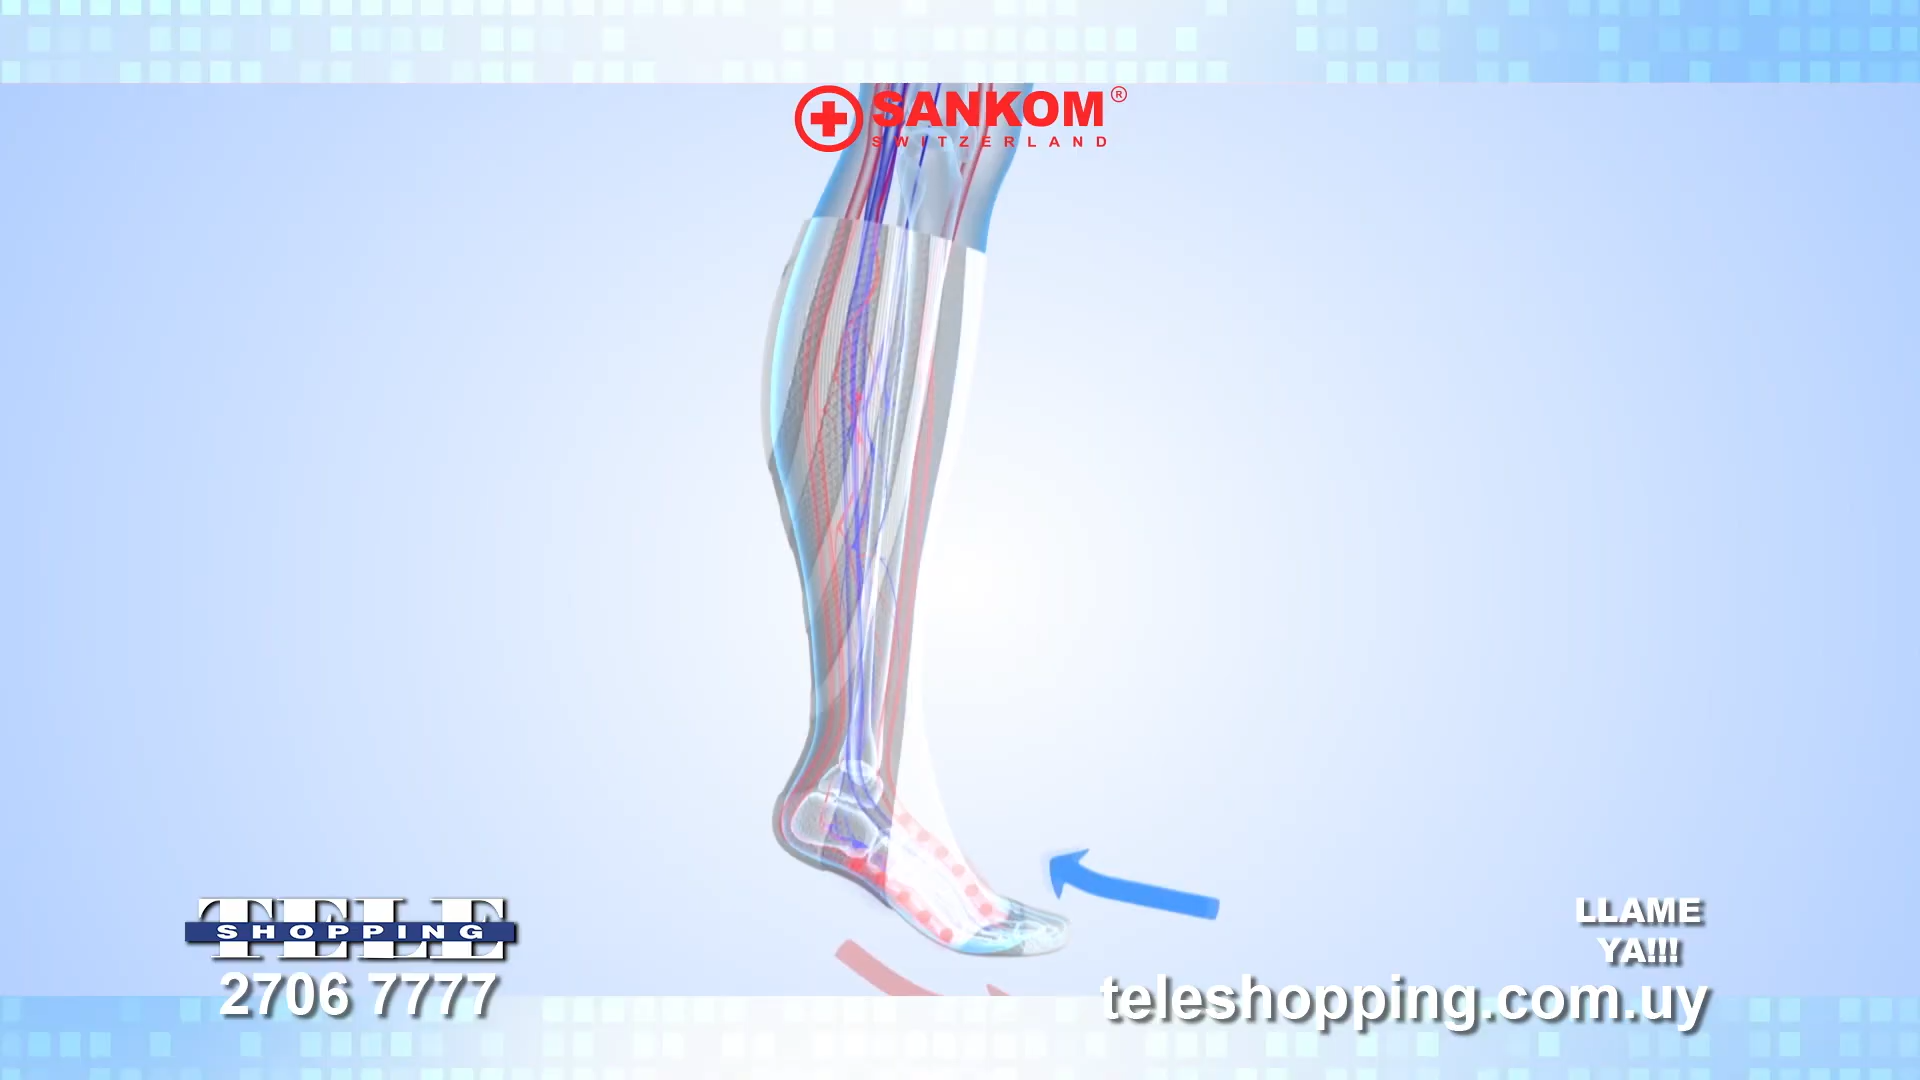 SANKOM®
SWITZERLAND
TELE
SHOPPING
2706 7777
LLAME
YA!!!
teleshopping.com.uy